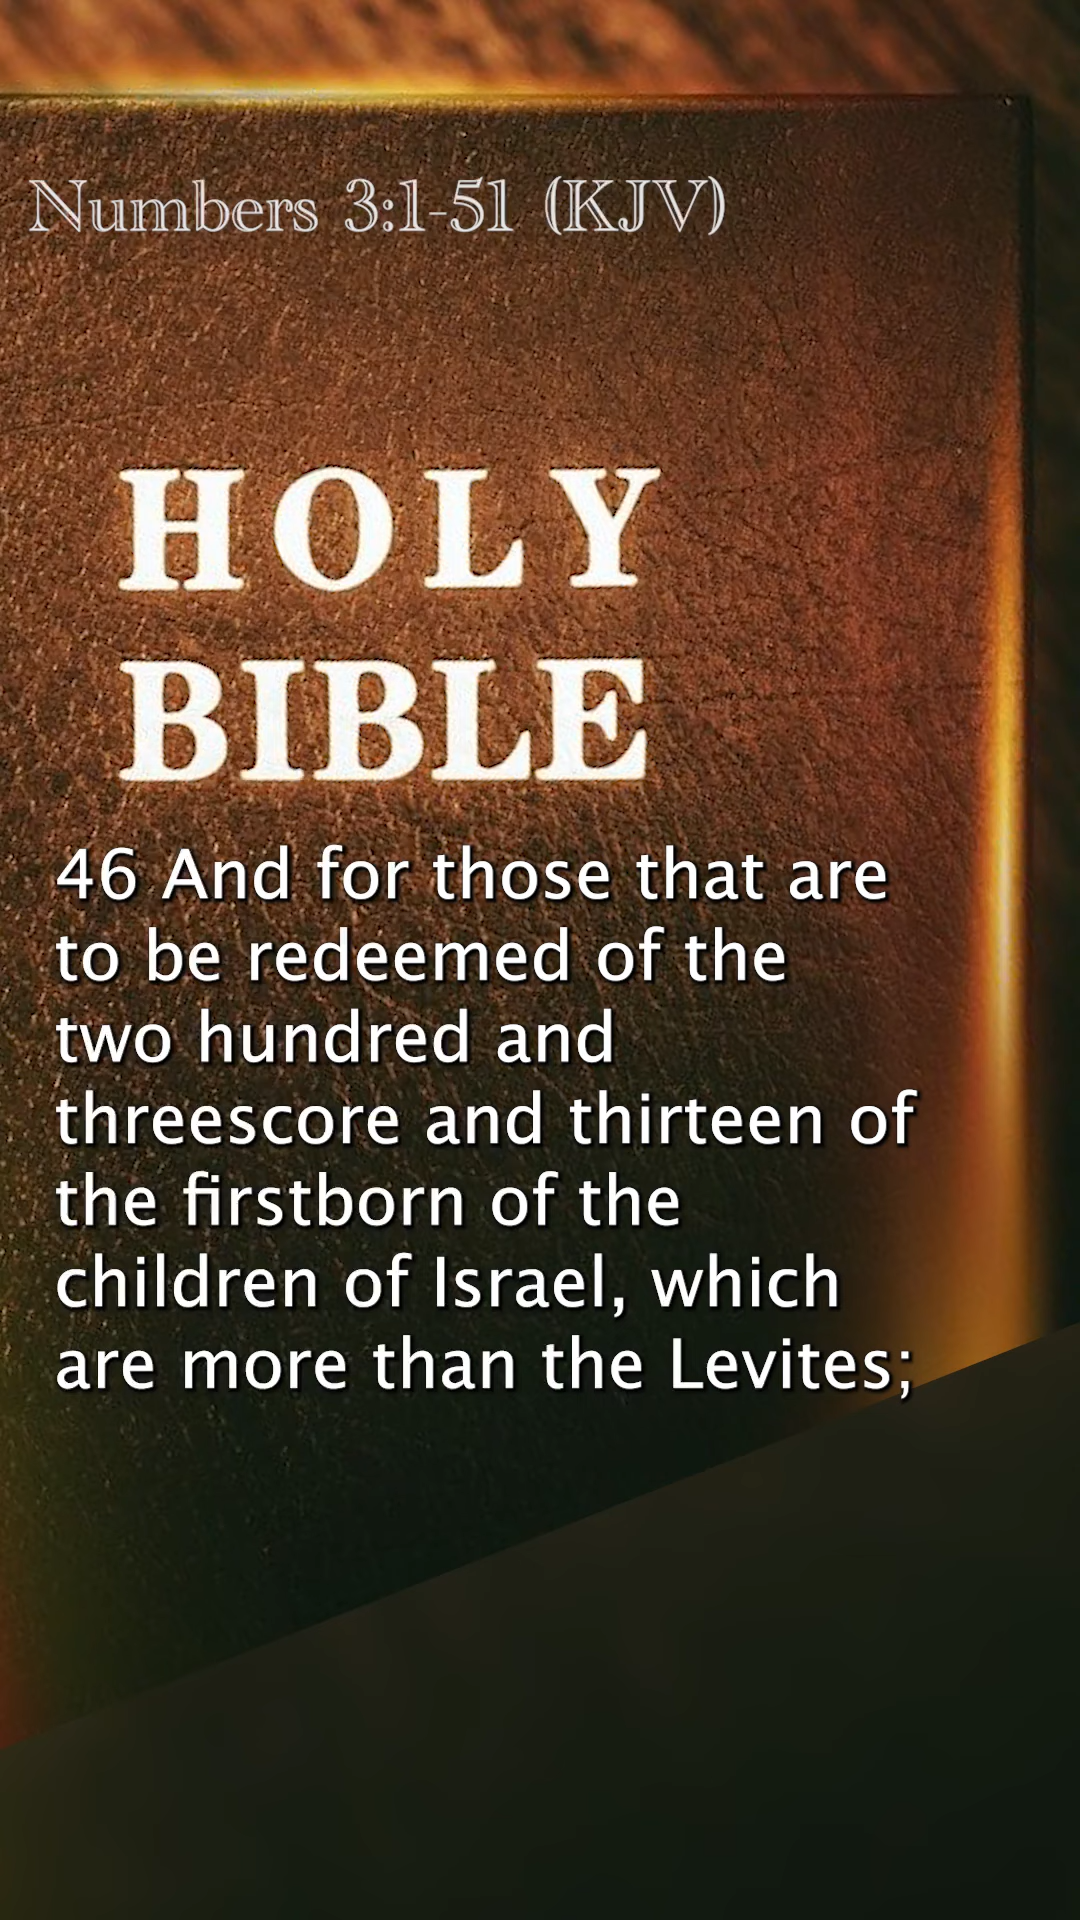 Numbers 3:1-51 (KJV)
HOLY
BIBLE
46 And for those that are
to be redeemed of the
two hundred and
threescore and thirteen of
the firstborn of the
children of Israel, which
are more than the Levites;